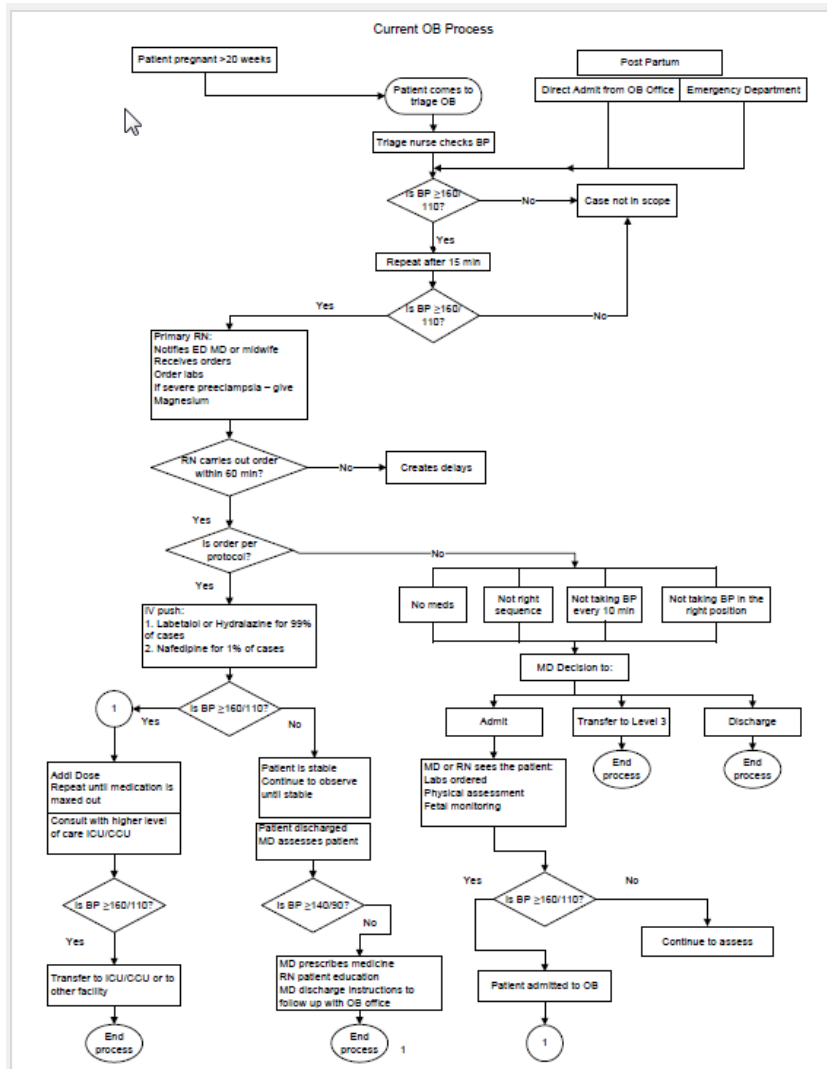 Current OB Process
Patient pregnant >20 weeks
Post Partum
Direct Admit from OB Office
Emergency Department
Patient comes to
triage OB
Triage nurse checks BP
Is BP ≥160/
110?
No
Case not in scope
Yes
Repeat after 15 min
Is BP ≥160/
110?
Yes
No
Primary RN:
Notifies ED MD or midwife
Receives orders
Order labs
If severe preeclampsia – give
Magnesium
RN carries out order
within 60 min?
No
Creates delays
Yes
Is order per
protocol?
No
Yes
No meds
Not right
sequence
Not taking BP
every 10 min
Not taking BP in the
right position
IV push:
1. Labetalol or Hydralazine for 99%
of cases
2. Nafedipine for 1% of cases
MD Decision to:
1
Yes
Is BP ≥160/110?
No
Admit
Transfer to Level 3
Discharge
End
process
End
process
Addl Dose
Repeat until medication is
maxed out
Consult with higher level
of care ICU/CCU
Patient is stable
Continue to observe
until stable
Patient discharged
MD assesses patient
MD or RN sees the patient:
Labs ordered
Physical assessment
Fetal monitoring
Is BP ≥160/110?
Yes
Is BP ≥140/90?
No
Yes
Is BP ≥160/110?
No
Continue to assess
Transfer to ICU/CCU or to
other facility
MD prescribes medicine
RN patient education
MD discharge instructions to
follow up with OB office
Patient admitted to OB
End
process
End
process
1
1